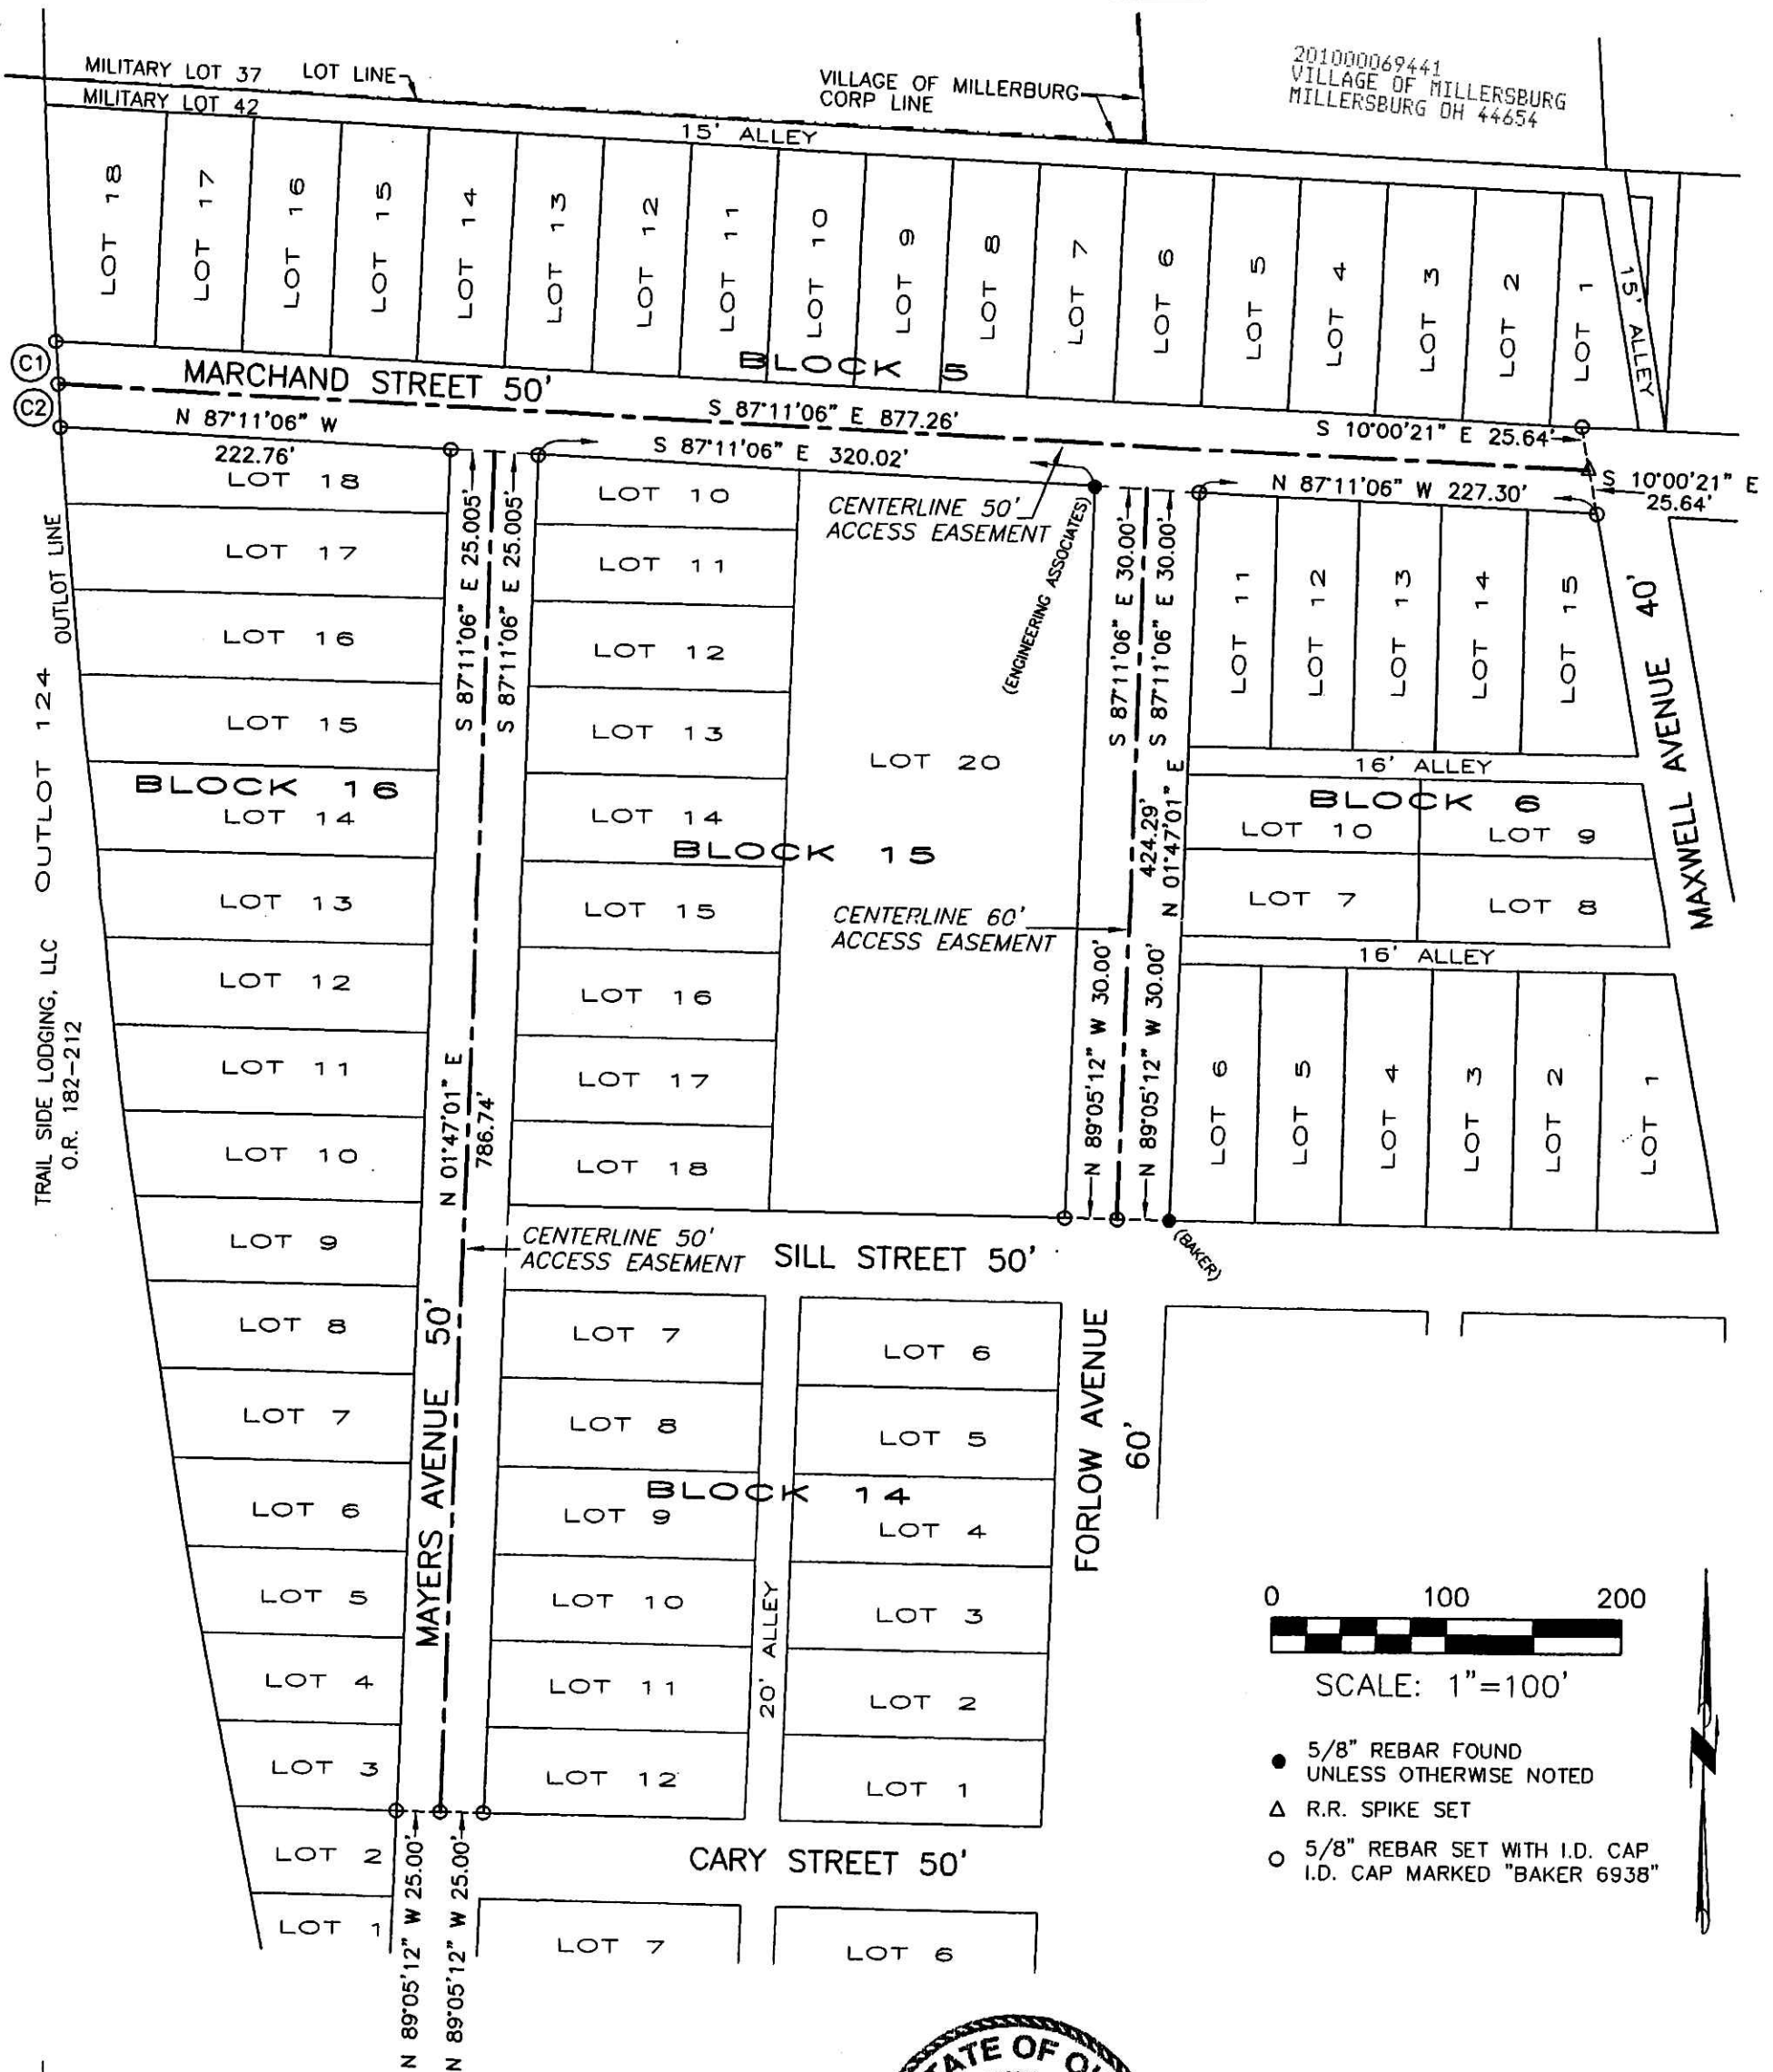 201000069441
VILLAGE OF MILLERSBURG
MILLERSBURG OH 44654
MILITARY LOT 37 LOT LINE
MILITARY LOT 42
VILLAGE OF MILLERBURG
CORP LINE
15' ALLEY
LOT 18
LOT 17
LOT 16
LOT 15
LOT 14
LOT 13
LOT 12
LOT 11
LOT 10
LOT 9
LOT 8
LOT 7
LOT 6
LOT 5
LOT 4
LOT 3
LOT 2
LOT 1
15' ALLEY
BLOCK 5
C1
C2
MARCHAND STREET 50'
S 87°11'06" E 877.26'
S 10°00'21" E 25.64'
S 10°00'21" E
25.64'
N 87°11'06" W
222.76'
S 87°11'06" E 320.02'
N 87°11'06" W 227.30'
CENTERLINE 50'
ACCESS EASEMENT
(ENGINEERING ASSOCIATES)
S 87°11'06" E 25.005'
S 87°11'06" E 25.005'
S 87°11'06" E 30.00'
S 87°11'06" E 30.00'
OUTLOT LINE
OUTLOT 124
TRAIL SIDE LODGING, LLC
O.R. 182-212
LOT 18
LOT 17
LOT 16
LOT 15
BLOCK 16
LOT 14
LOT 13
LOT 12
LOT 11
LOT 10
LOT 9
LOT 8
LOT 7
LOT 6
LOT 5
LOT 4
LOT 3
LOT 2
LOT 1
N 01°47'01" E
786.74'
MAYERS AVENUE 50'
CENTERLINE 50'
ACCESS EASEMENT
N 89°05'12" W 25.00'
N 89°05'12" W 25.00'
LOT 10
LOT 11
LOT 12
LOT 13
LOT 14
BLOCK 15
LOT 15
LOT 16
LOT 17
LOT 18
LOT 20
CENTERLINE 60'
ACCESS EASEMENT
424.29'
N 01°47'01" E
N 89°05'12" W 30.00'
N 89°05'12" W 30.00'
(BAKER)
LOT 11
LOT 12
LOT 13
LOT 14
LOT 15
16' ALLEY
BLOCK 6
LOT 10
LOT 9
LOT 7
LOT 8
16' ALLEY
LOT 6
LOT 5
LOT 4
LOT 3
LOT 2
LOT 1
MAXWELL AVENUE 40'
SILL STREET 50'
LOT 7
LOT 8
BLOCK 14
LOT 9
LOT 10
LOT 11
LOT 12
20' ALLEY
LOT 6
LOT 5
LOT 4
LOT 3
LOT 2
LOT 1
FORLOW AVENUE
60'
CARY STREET 50'
LOT 7
LOT 6
0 100 200
SCALE: 1"=100'
5/8" REBAR FOUND
UNLESS OTHERWISE NOTED
R.R. SPIKE SET
5/8" REBAR SET WITH I.D. CAP
I.D. CAP MARKED "BAKER 6938"
N
STATE OF